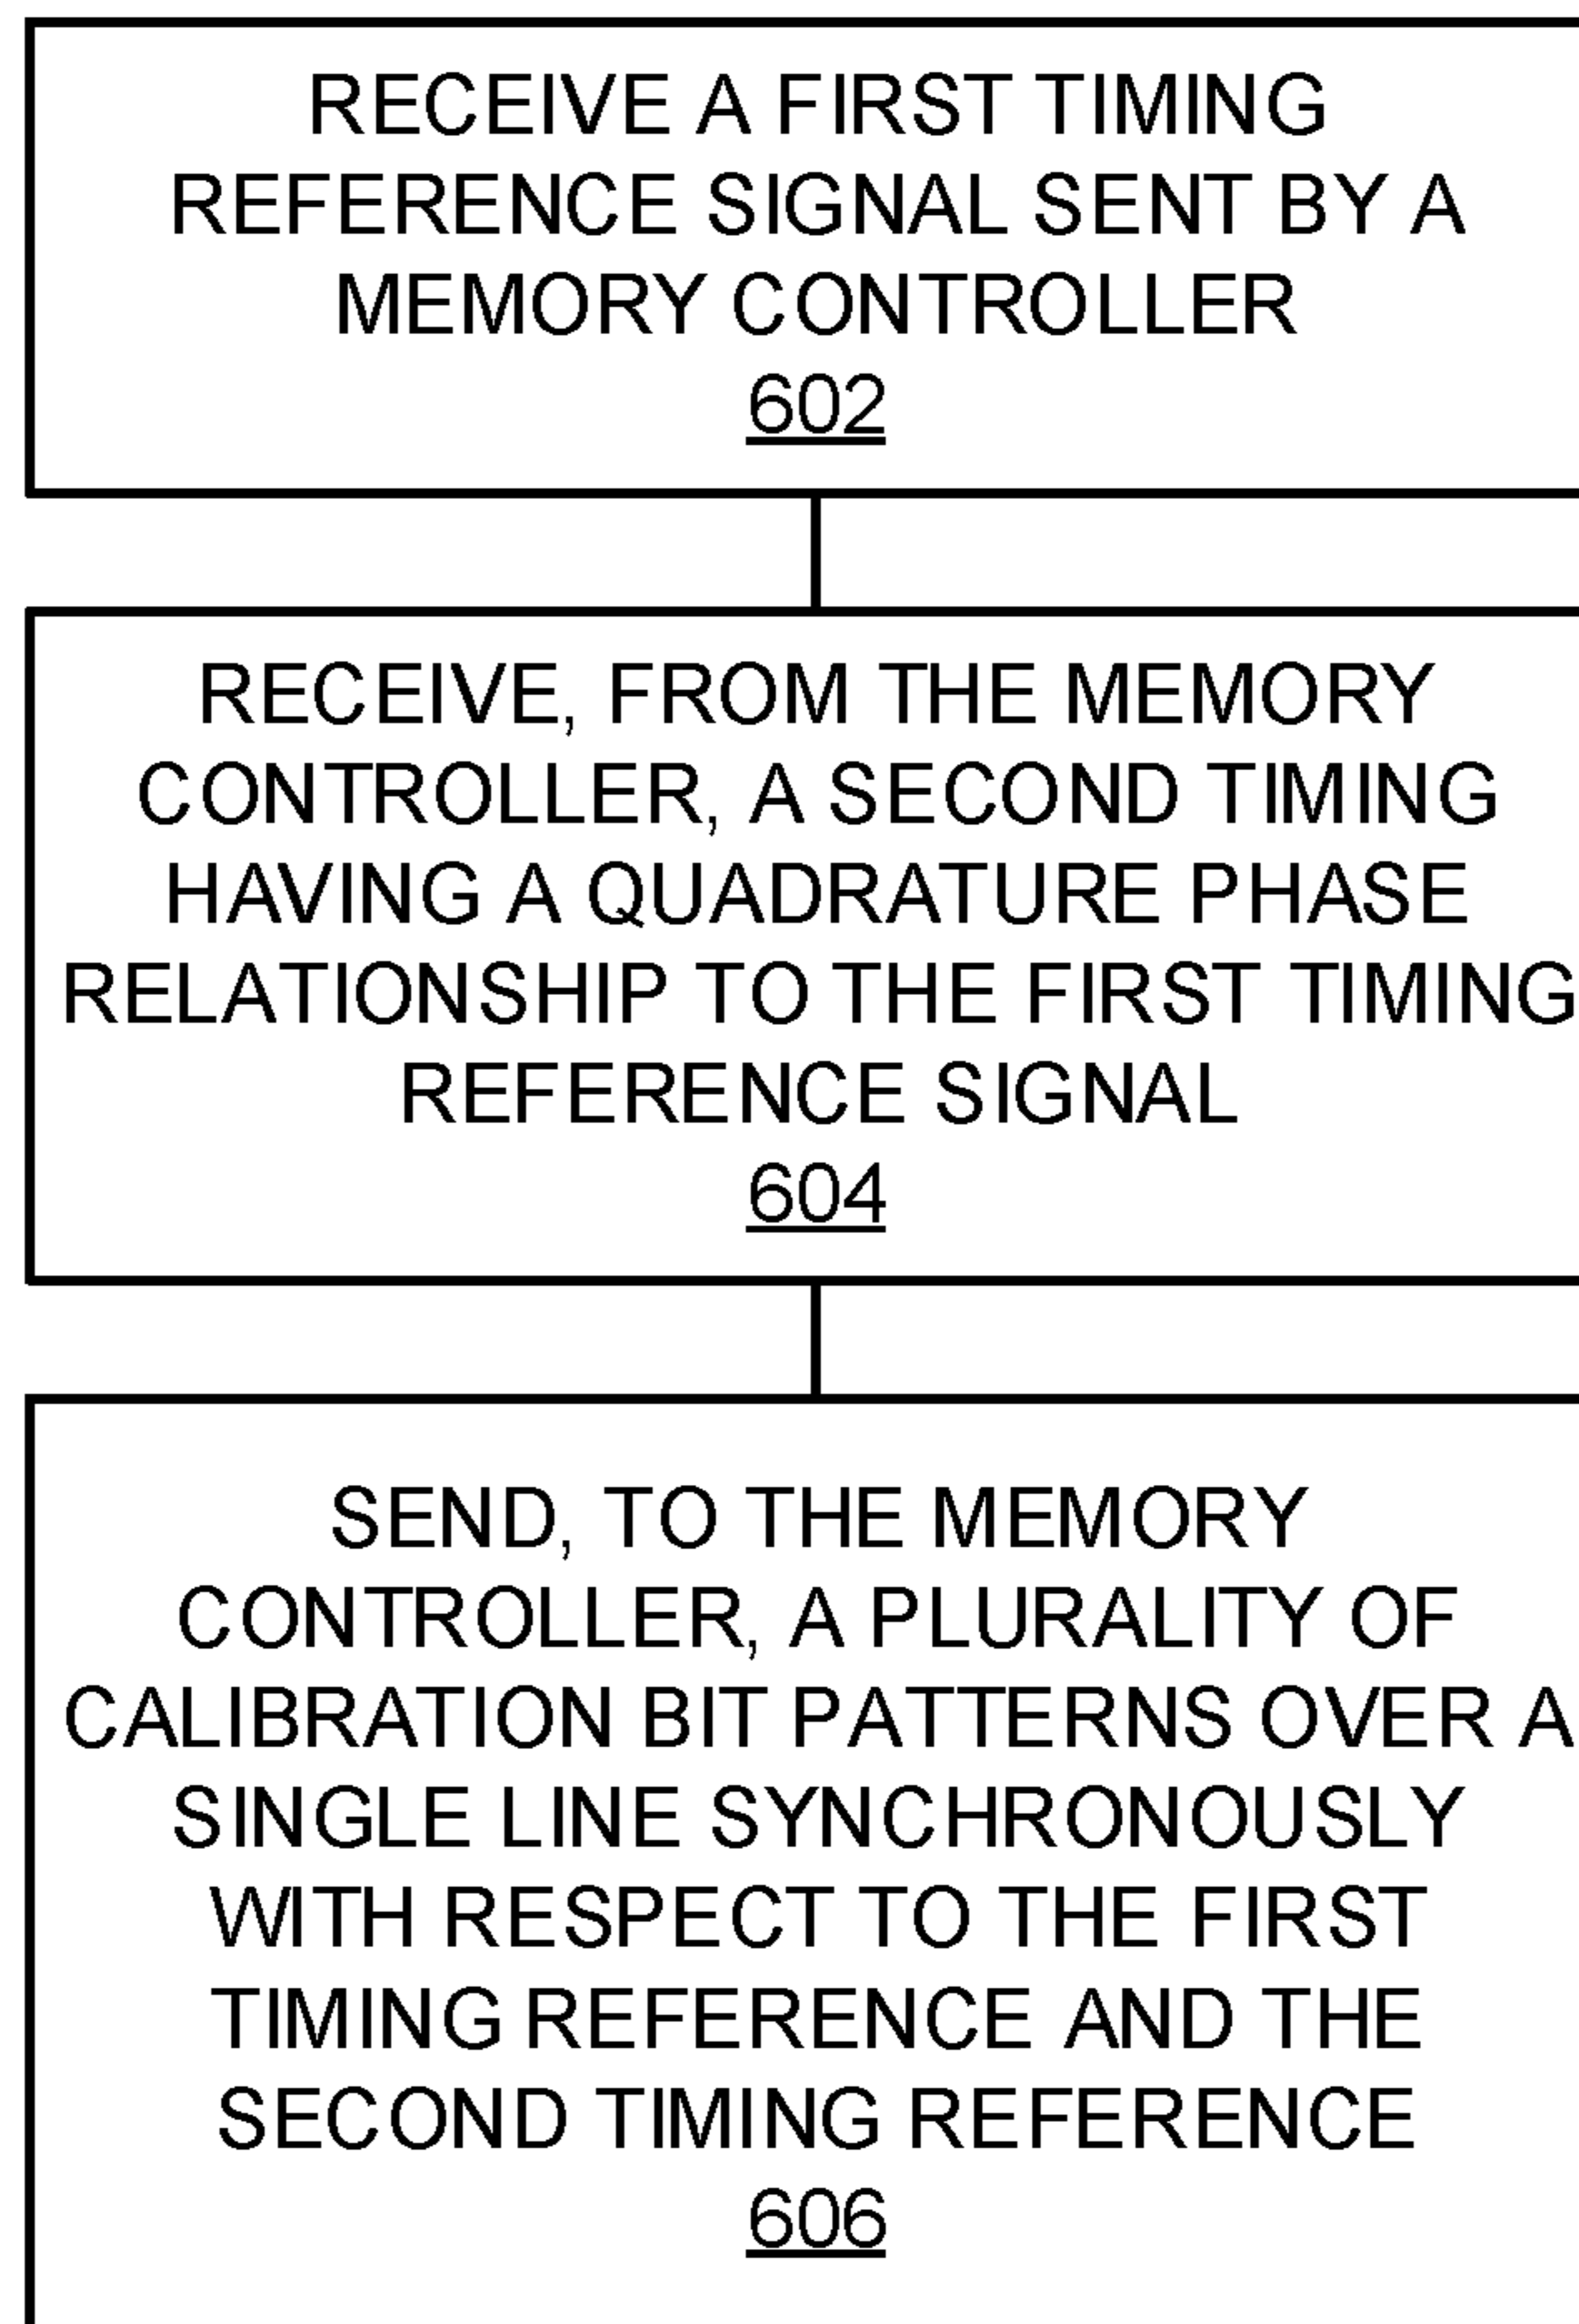 RECEIVE A FIRST TIMING
REFERENCE SIGNAL SENT BY A
MEMORY CONTROLLER
602
RECEIVE, FROM THE MEMORY
CONTROLLER, A SECOND TIMING
HAVING A QUADRATURE PHASE
RELATIONSHIP TO THE FIRST TIMING
REFERENCE SIGNAL
604
SEND, TO THE MEMORY
CONTROLLER, A PLURALITY OF
CALIBRATION BIT PATTERNS OVER A
SINGLE LINE SYNCHRONOUSLY
WITH RESPECT TO THE FIRST
TIMING REFERENCE AND THE
SECOND TIMING REFERENCE
606